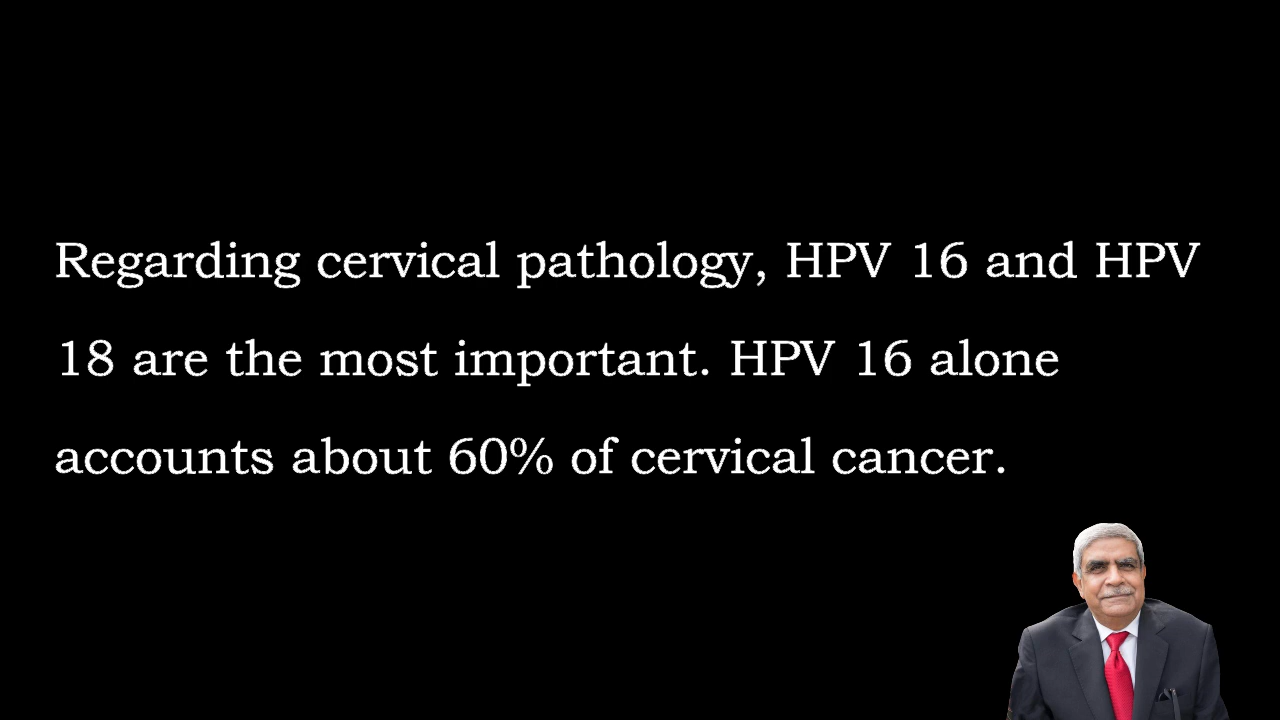 Regarding cervical pathology, HPV 16 and HPV
18 are the most important. HPV 16 alone
accounts about 60% of cervical cancer.